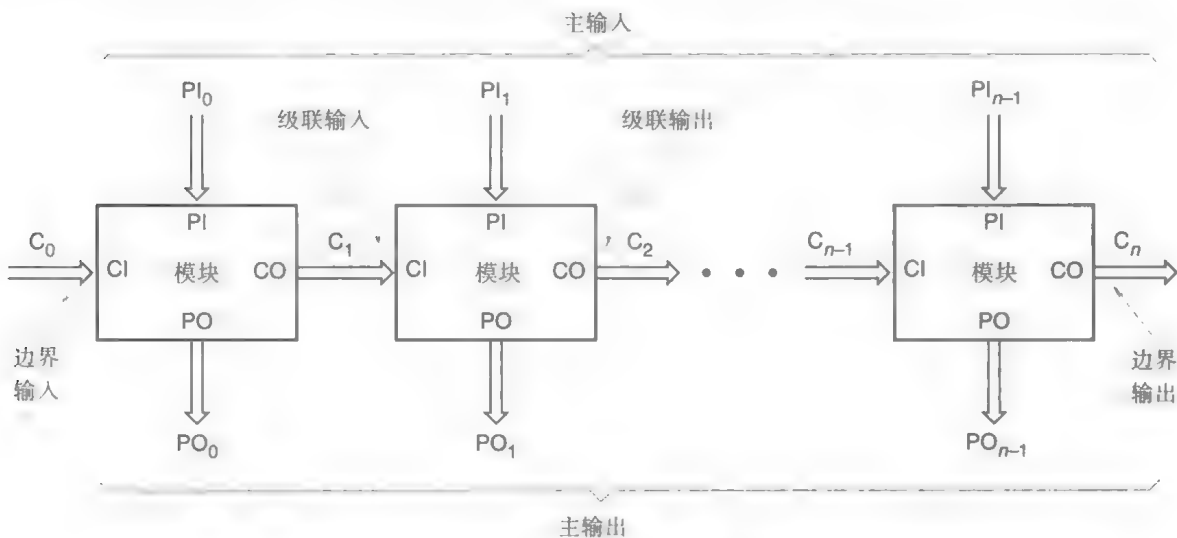 主输入
PI0 PI1 PIn−1
级联输入 级联输出
PI PI PI
C0 C1 C2 Cn−1 Cn
CI 模块 CO CI 模块 CO CI 模块 CO
PO PO PO
边界 边界
输入 输出
PO0 PO1 POn−1
主输出